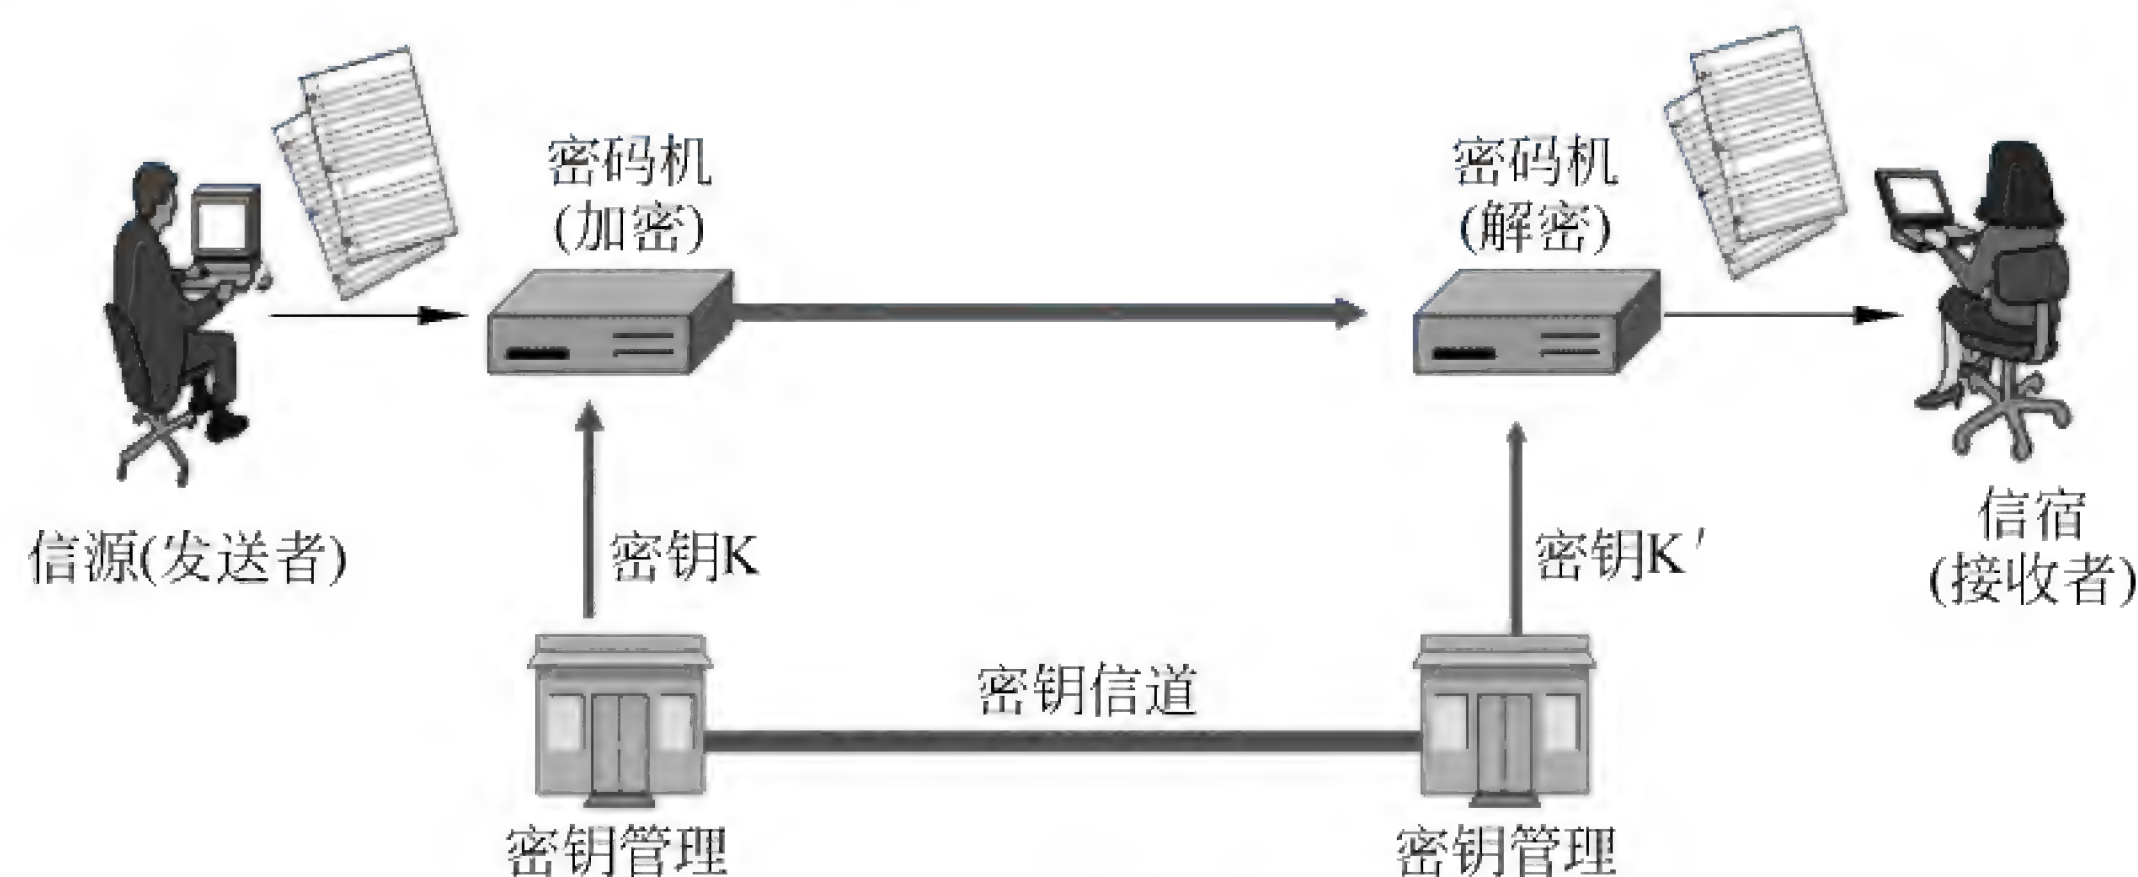 密码机
(加密)
密码机
(解密)
信源(发送者)
密钥K
密钥K′
信宿
(接收者)
密钥信道
密钥管理
密钥管理